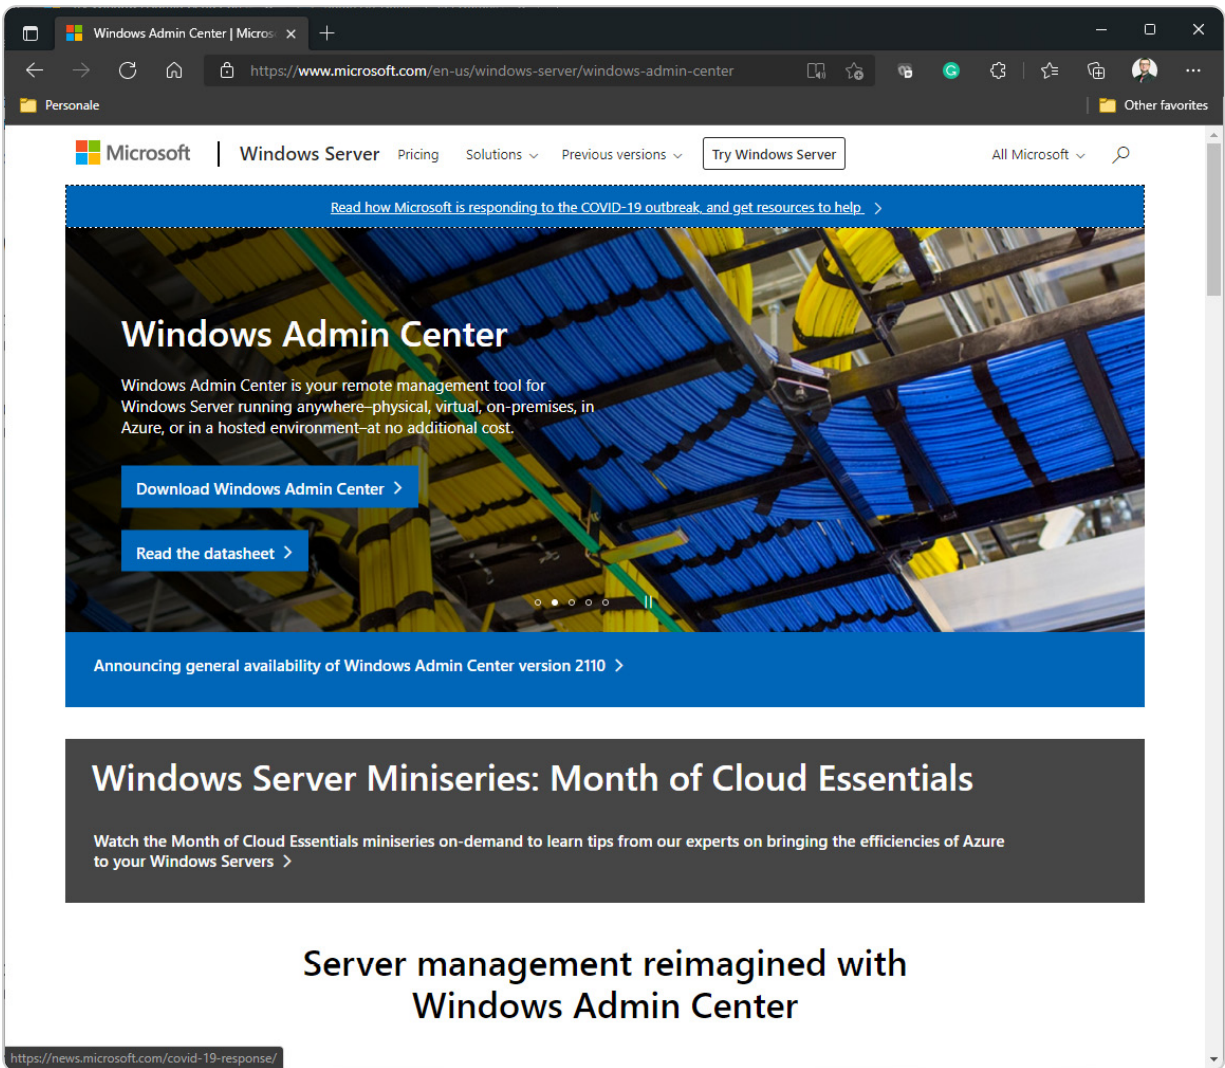 Windows Admin Center | Micros
https://www.microsoft.com/en-us/windows-server/windows-admin-center
Personale
Other favorites
Microsoft
Windows Server
Pricing
Solutions
Previous versions
Try Windows Server
All Microsoft
Read how Microsoft is responding to the COVID-19 outbreak, and get resources to help
Windows Admin Center
Windows Admin Center is your remote management tool for
Windows Server running anywhere–physical, virtual, on-premises, in
Azure, or in a hosted environment–at no additional cost.
Download Windows Admin Center
Read the datasheet
Announcing general availability of Windows Admin Center version 2110
Windows Server Miniseries: Month of Cloud Essentials
Watch the Month of Cloud Essentials miniseries on-demand to learn tips from our experts on bringing the efficiencies of Azure
to your Windows Servers
Server management reimagined with
Windows Admin Center
https://news.microsoft.com/covid-19-response/